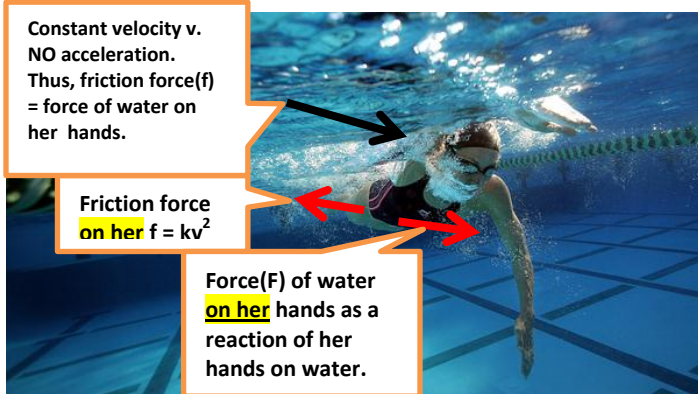 Constant velocity v.
NO acceleration.
Thus, friction force(f)
= force of water on
her hands.
Friction force
on her f = kv²
Force(F) of water
on her hands as a
reaction of her
hands on water.